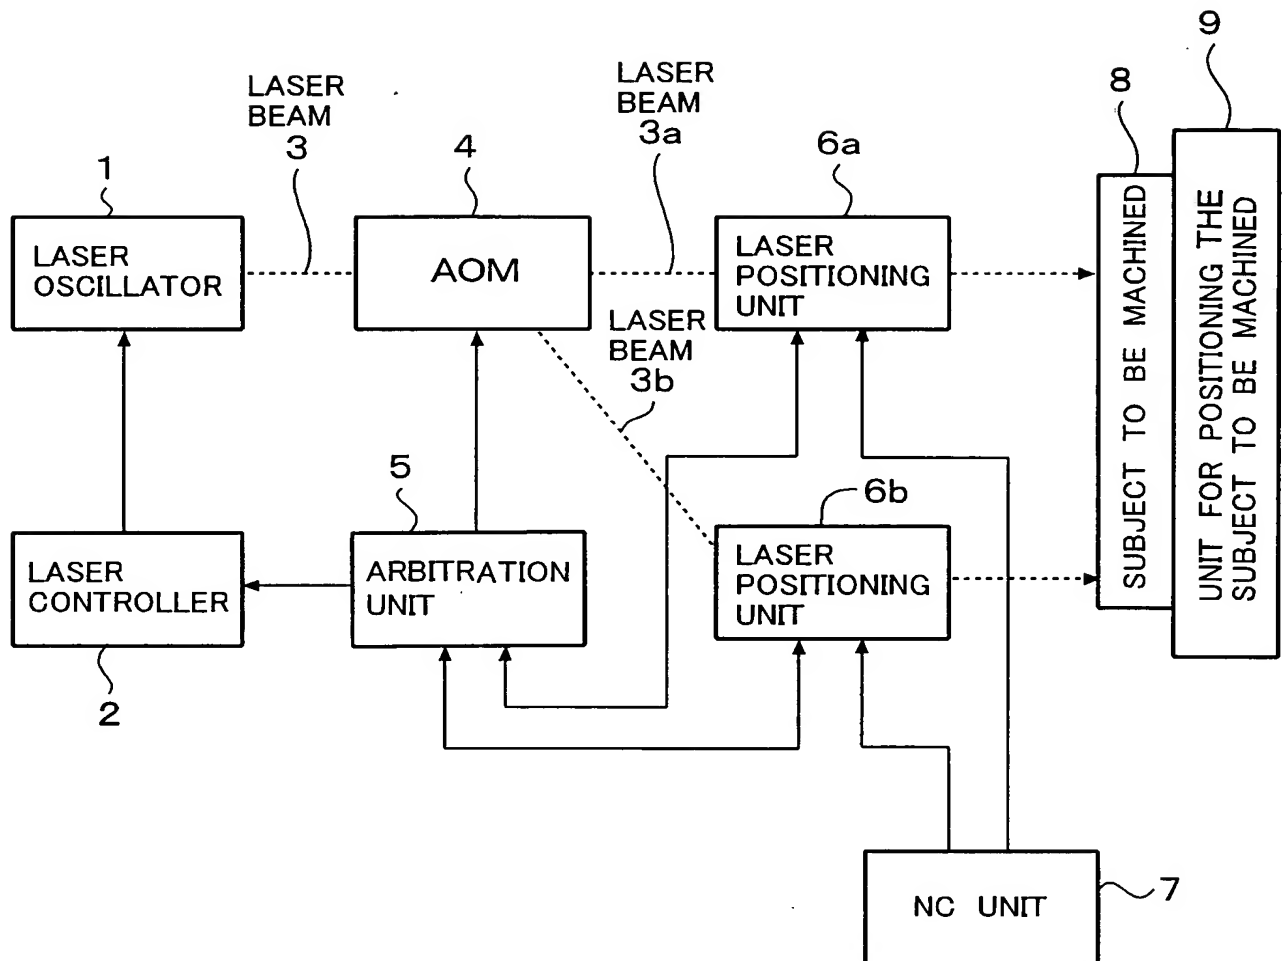 9
LASER
BEAM
3
LASER
BEAM
3a
8
1
4
6a
LASER
OSCILLATOR
AOM
LASER
POSITIONING
UNIT
SUBJECT TO BE MACHINED
UNIT FOR POSITIONING THE
SUBJECT TO BE MACHINED
LASER
BEAM
3b
5
6b
LASER
CONTROLLER
ARBITRATION
UNIT
LASER
POSITIONING
UNIT
2
NC UNIT
7